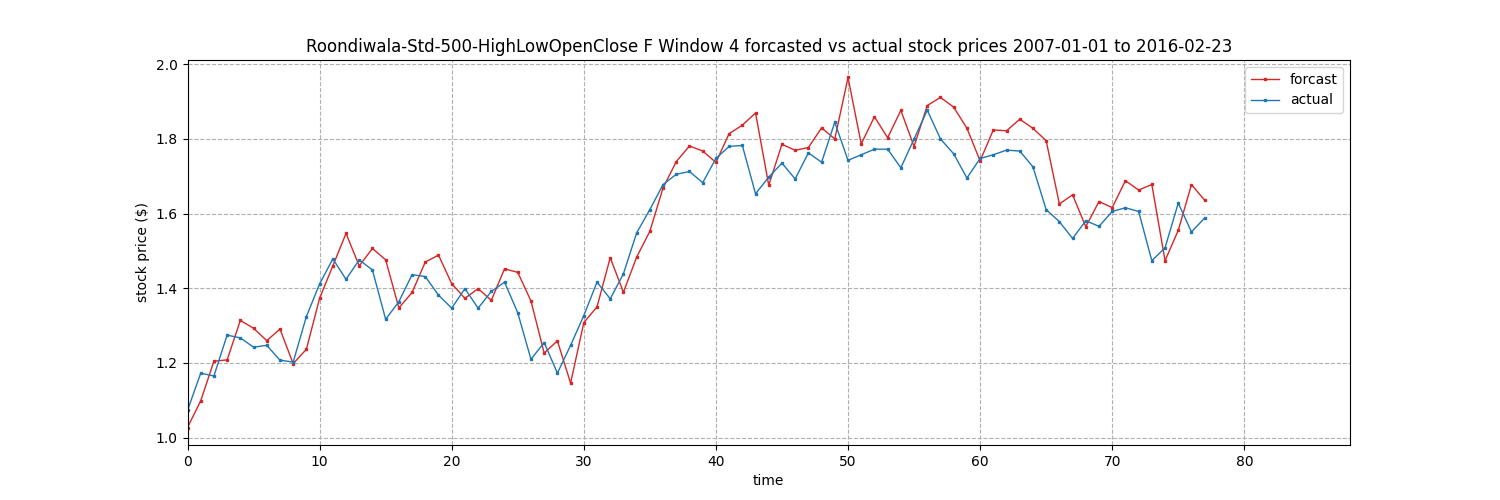 Roondiwala-Std-500-HighLowOpenClose F Window 4 forcasted vs actual stock prices 2007-01-01 to 2016-02-23
forcast
actual
stock price ($)
2.0
1.8
1.6
1.4
1.2
1.0
0 10 20 30 40 50 60 70 80
time